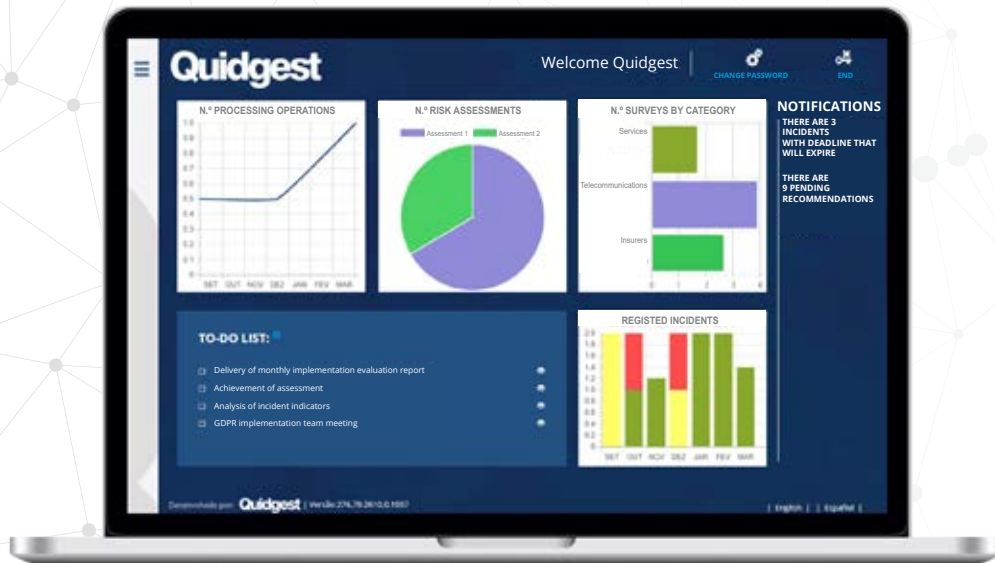 Quidgest
Welcome Quidgest
CHANGE PASSWORD
END
N.º PROCESSING OPERATIONS
1.0
0.9
0.8
0.7
0.6
0.5
0.4
0.3
0.2
0.1
0
SET OUT NOV DEZ JAN FEV MAR
N.º RISK ASSESSMENTS
Assessment 1
Assessment 2
N.º SURVEYS BY CATEGORY
Services
Telecommunications
Insurers
0 1 2 3 4
NOTIFICATIONS
THERE ARE 3
INCIDENTS
WITH DEADLINE THAT
WILL EXPIRE
THERE ARE
9 PENDING
RECOMMENDATIONS
TO-DO LIST:
Delivery of monthly implementation evaluation report
Achievement of assessment
Analysis of incident indicators
GDPR implementation team meeting
REGISTED INCIDENTS
2.0
1.8
1.6
1.4
1.2
1.0
0.8
0.6
0.4
0.2
0
SET OUT NOV DEZ JAN FEV MAR
Desenvolvido por: Quidgest | Versão
| English | | Español |